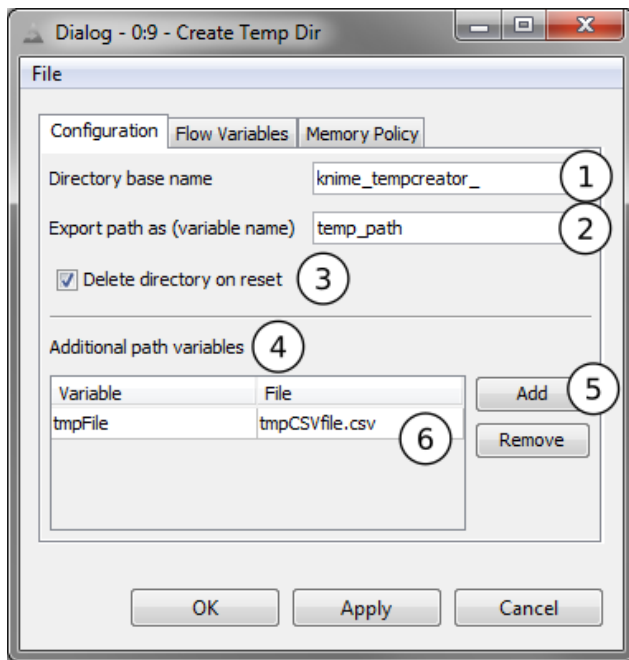 Dialog - 0:9 - Create Temp Dir
File
Configuration Flow Variables Memory Policy
Directory base name knime_tempcreator_ 1
Export path as (variable name) temp_path 2
Delete directory on reset 3
Additional path variables 4
Variable File Add 5
tmpFile tmpCSVfile.csv 6
Remove
OK Apply Cancel